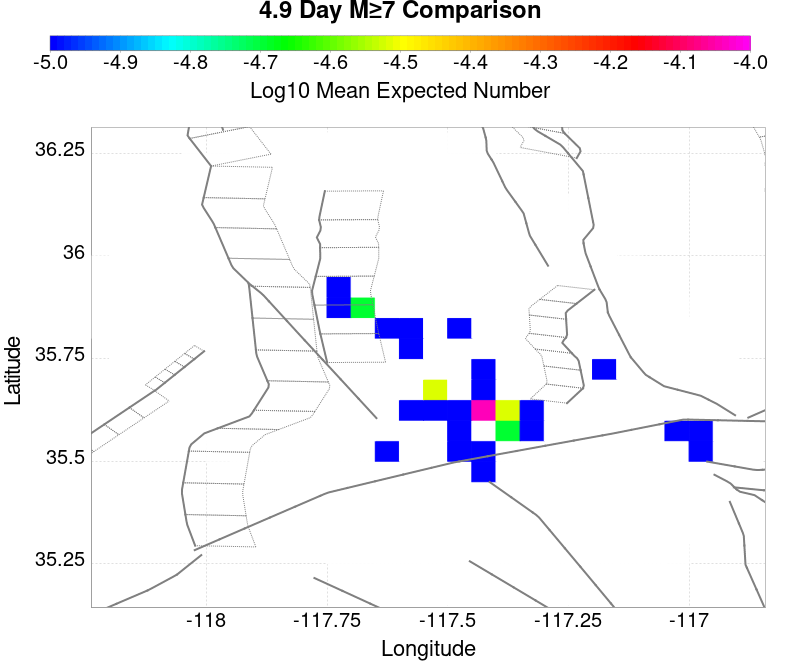 4.9 Day M≥7 Comparison
-5.0 -4.9 -4.8 -4.7 -4.6 -4.5 -4.4 -4.3 -4.2 -4.1 -4.0
Log10 Mean Expected Number
36.25
36
35.75
35.5
35.25
Latitude
-118 -117.75 -117.5 -117.25 -117
Longitude